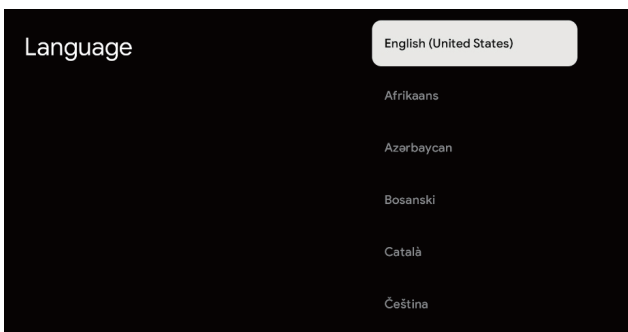 Language
English (United States)
Afrikaans
Azərbaycan
Bosanski
Català
Čeština